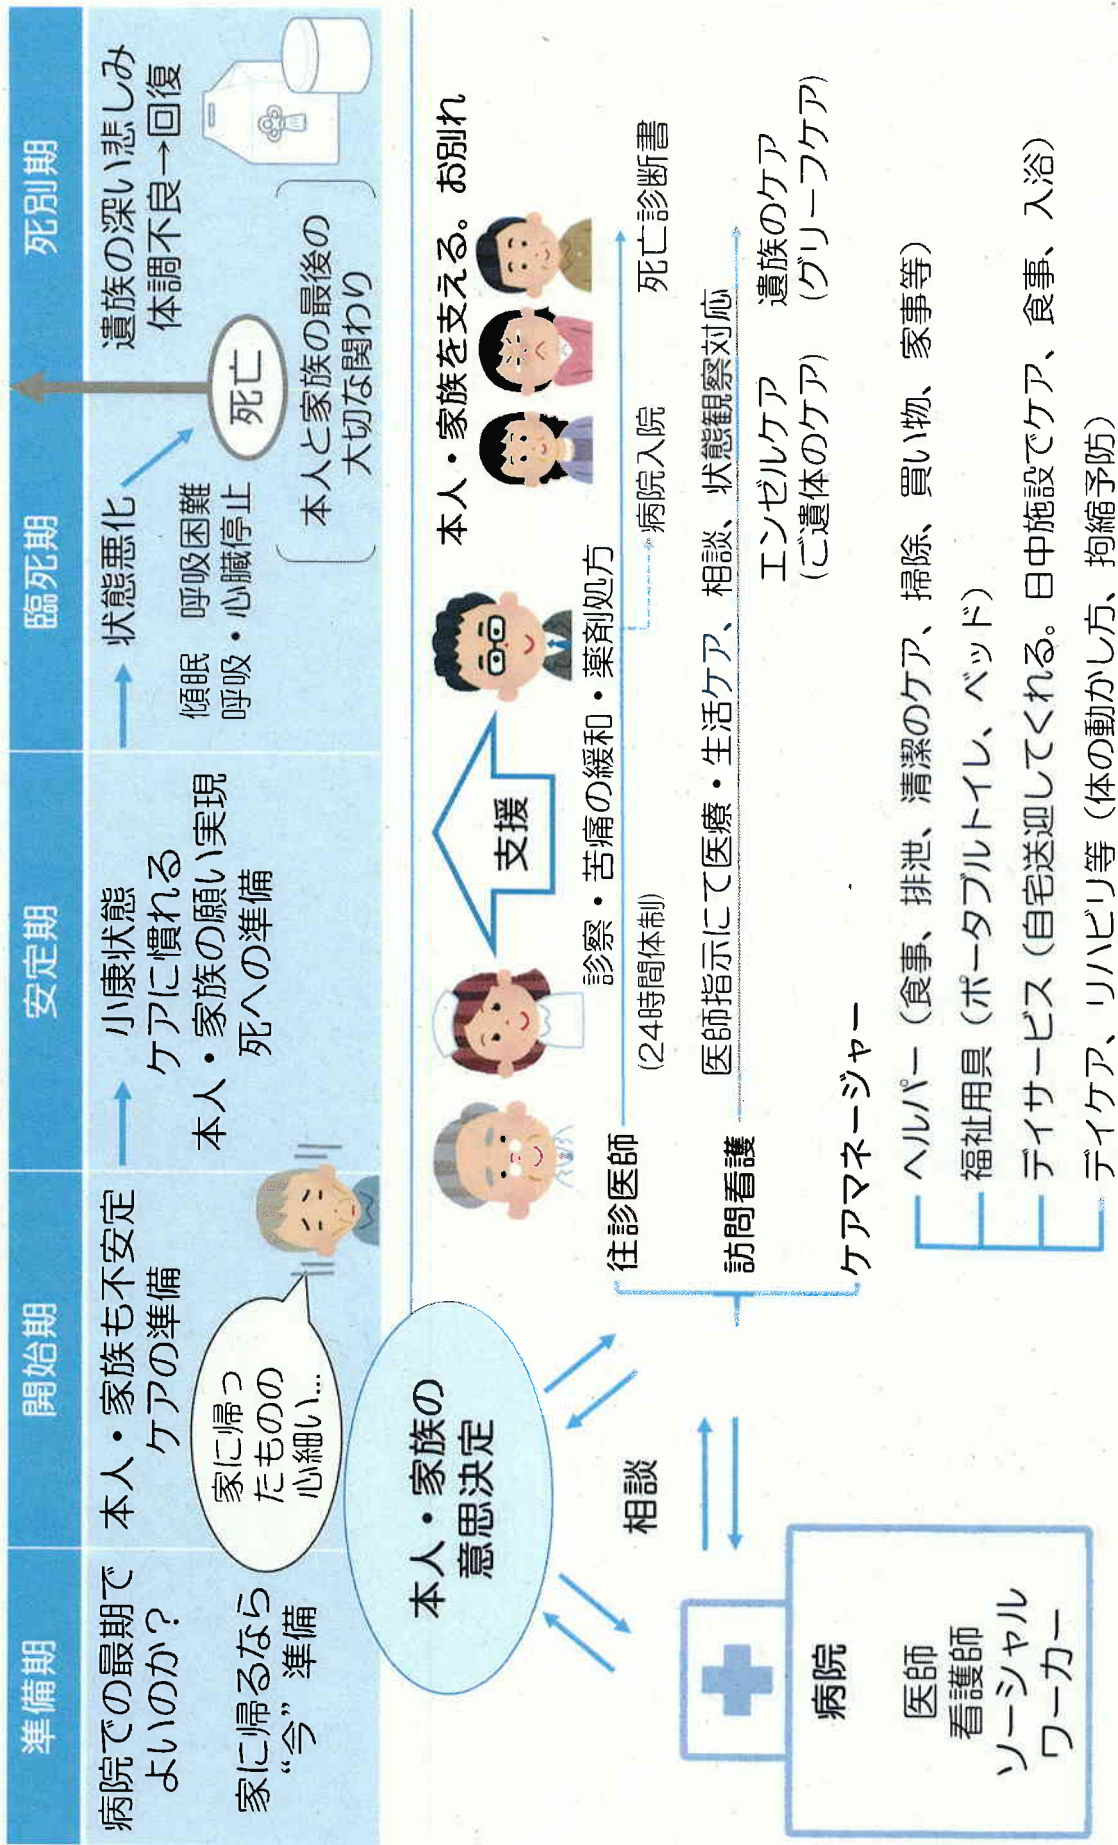 準備期
開始期
安定期
臨死期
死別期
病院での最期で
よいのか?
家に帰るなら
“今” 準備
本人・家族も不安定
ケアの準備
家に帰っ
たものの
心細い…
小康状態
ケアに慣れる
本人・家族の願い実現
死への準備
状態悪化
傾眠 呼吸困難
呼吸・心臓停止
死亡
遺族の深い悲しみ
体調不良→回復
本人と家族の最後の
大切な関わり
本人・家族の
意思決定
支援
本人・家族を支える。お別れ
相談
病院
医師
看護師
ソーシャル
ワーカー
往診医師
診察・苦痛の緩和・薬剤処方
(24時間体制)
病院入院
死亡診断書
訪問看護
医師指示にて医療・生活ケア、相談、状態観察対応
エンゼルケア
(ご遺体のケア)
遺族のケア
(グリーフケア)
ケアマネージャー
ヘルパー(食事、排泄、清潔のケア、掃除、買い物、家事等)
福祉用具(ポータブルトイレ、ベッド)
デイサービス(自宅送迎してくれる。日中施設でケア、食事、入浴)
デイケア、リハビリ等(体の動かし方、拘縮予防)